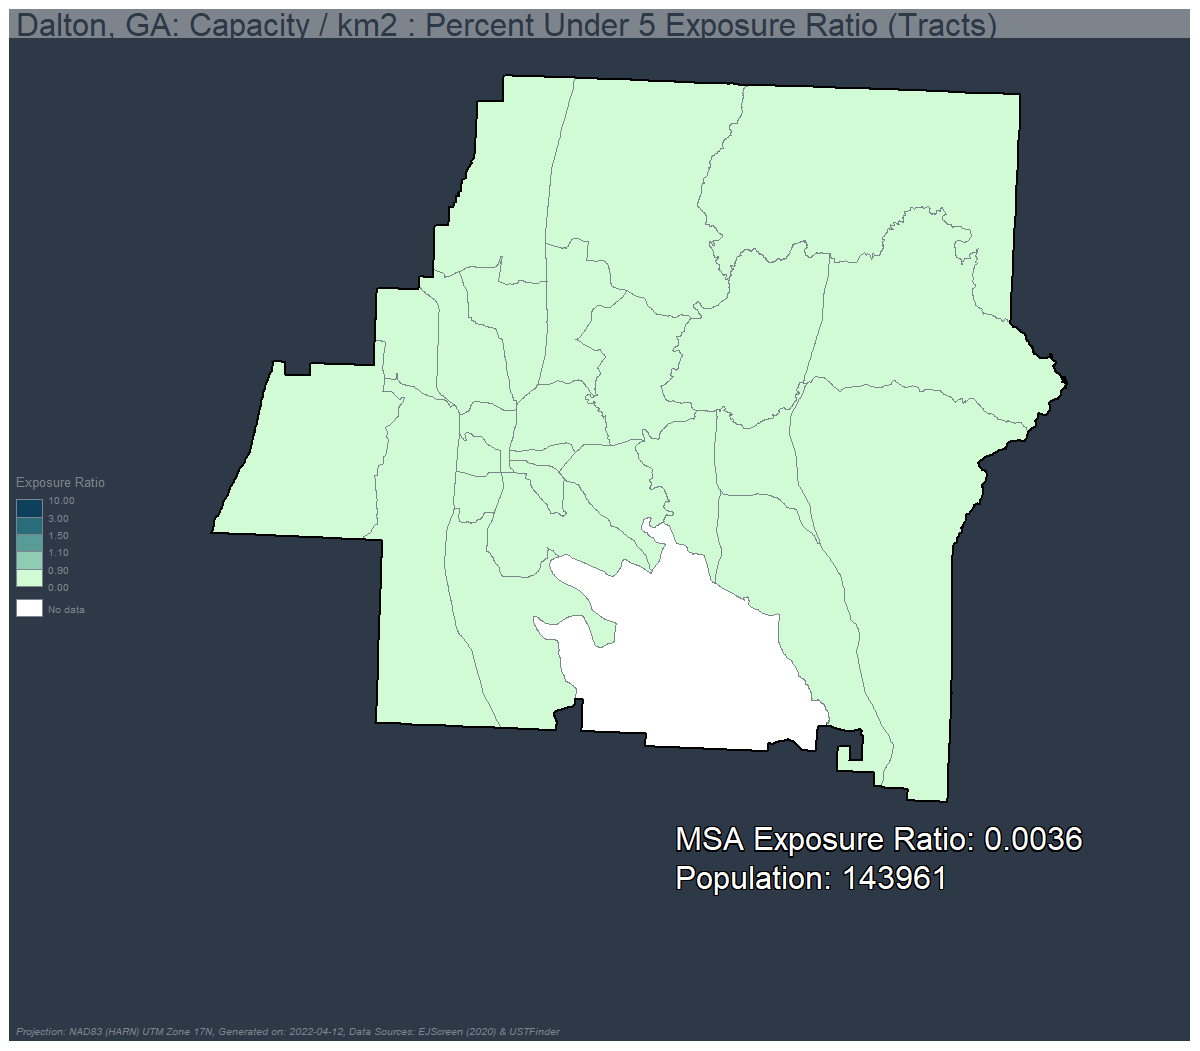 Dalton, GA: Capacity / km2 : Percent Under 5 Exposure Ratio (Tracts)
Exposure Ratio
10.00
3.00
1.50
1.10
0.90
0.00
No data
MSA Exposure Ratio: 0.0036
Population: 143961
Projection: NAD83 (HARN) UTM Zone 17N, Generated on: 2022-04-12, Data Sources: EJScreen (2020) & USTFinder